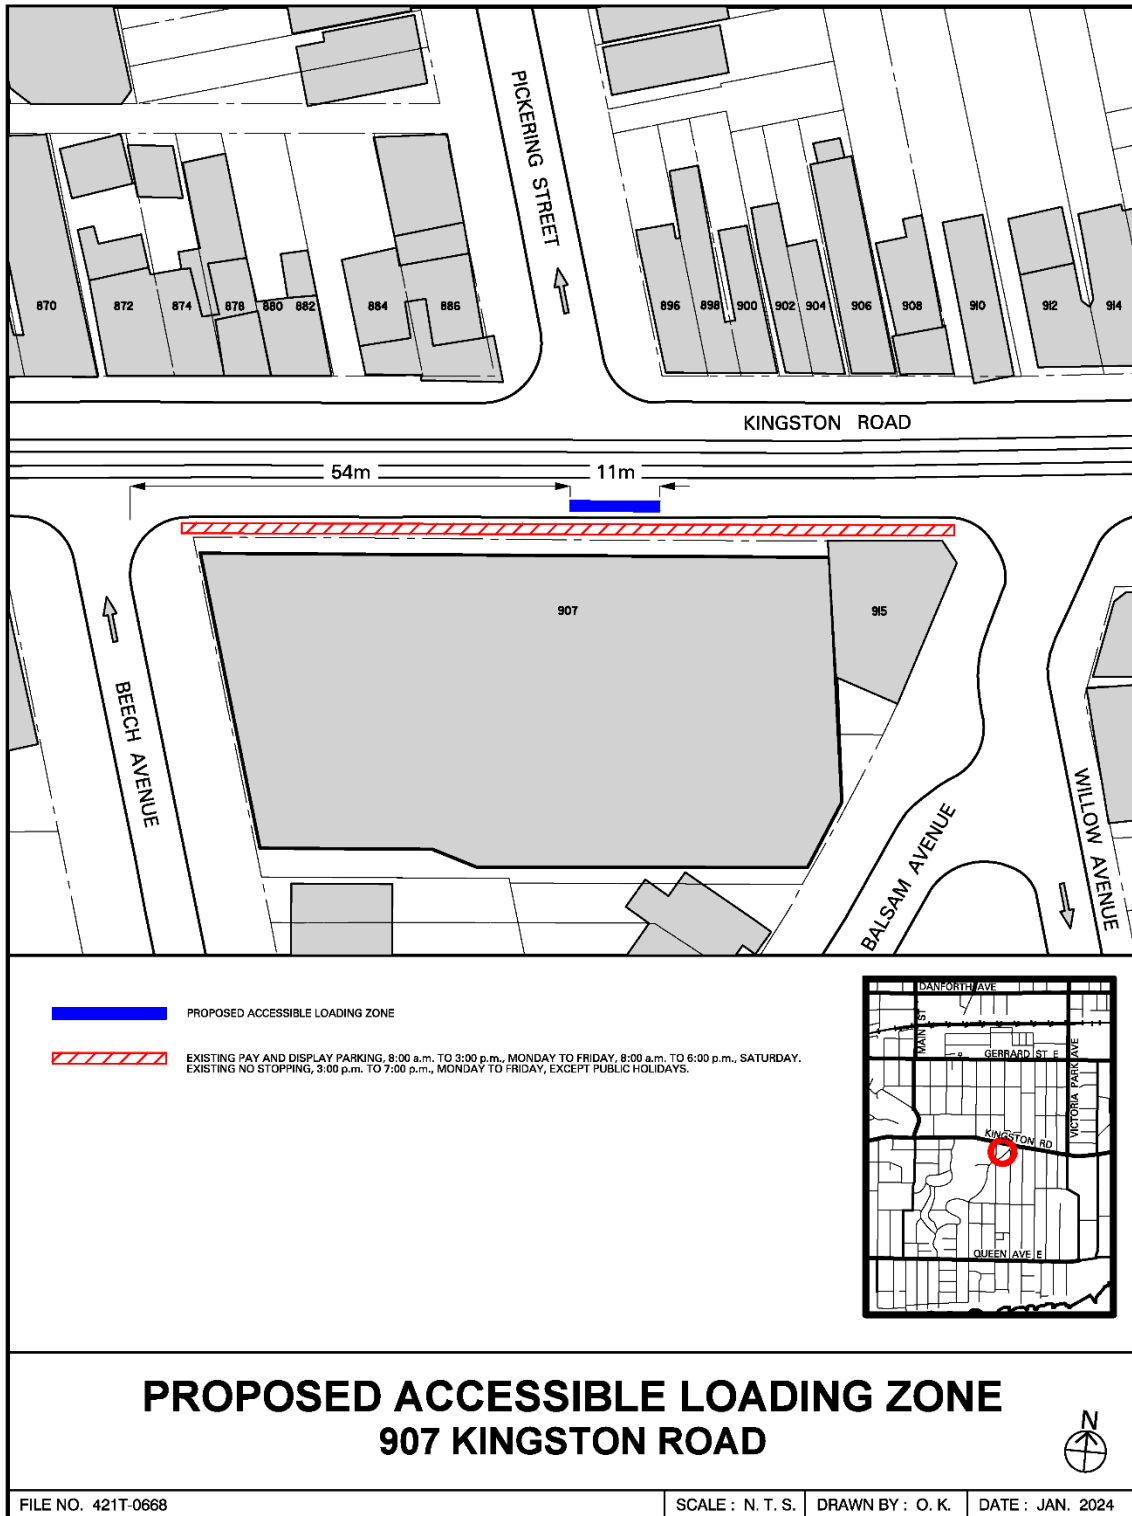 PICKERING STREET
870
872
874
878
880
882
884
886
896
898
900
902
904
906
908
910
912
914
KINGSTON ROAD
54m
11m
907
915
BEECH AVENUE
BALSAM AVENUE
WILLOW AVENUE
PROPOSED ACCESSIBLE LOADING ZONE
EXISTING PAY AND DISPLAY PARKING, 8:00 a.m. TO 3:00 p.m., MONDAY TO FRIDAY, 8:00 a.m. TO 6:00 p.m., SATURDAY.
EXISTING NO STOPPING, 3:00 p.m. TO 7:00 p.m., MONDAY TO FRIDAY, EXCEPT PUBLIC HOLIDAYS.
DANFORTH AVE
MAIN ST
GERRARD ST E
VICTORIA PARK AVE
KINGSTON RD
QUEEN AVE E
PROPOSED ACCESSIBLE LOADING ZONE
907 KINGSTON ROAD
N
FILE NO. 421T-0668
SCALE : N. T. S.
DRAWN BY : O. K.
DATE : JAN. 2024